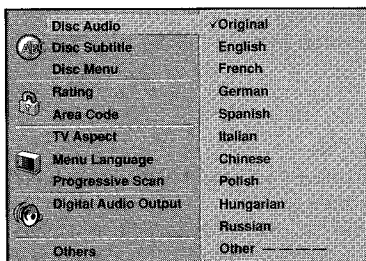 Disc Audio
Disc Subtitle
Disc Menu
Rating
Area Code
TV Aspect
Menu Language
Progressive Scan
Digital Audio Output
Others
✓Original
English
French
German
Spanish
Italian
Chinese
Polish
Hungarian
Russian
Other — — — —